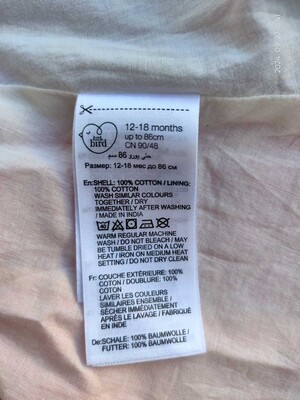 the
bird
12-18 months
up to 86cm
CN 90/48
Размер: 12-18 мес до 86 см
En:SHELL: 100% COTTON / LINING:
100% COTTON
WASH SIMILAR COLOURS
TOGETHER / DRY
IMMEDIATELY AFTER WASHING
/ MADE IN INDIA
WARM REGULAR MACHINE
WASH / DO NOT BLEACH / MAY
BE TUMBLE DRIED ON A LOW
HEAT / IRON ON MEDIUM HEAT
SETTING / DO NOT DRY CLEAN
Fr: COUCHE EXTÉRIEURE: 100%
COTON / DOUBLURE: 100%
COTON
LAVER LES COULEURS
SIMILAIRES ENSEMBLE /
SÉCHER IMMÉDIATEMENT
APRÈS LE LAVAGE / FABRIQUÉ
EN INDE
De:SCHALE: 100% BAUMWOLLE /
FUTTER: 100% BAUMWOLLE